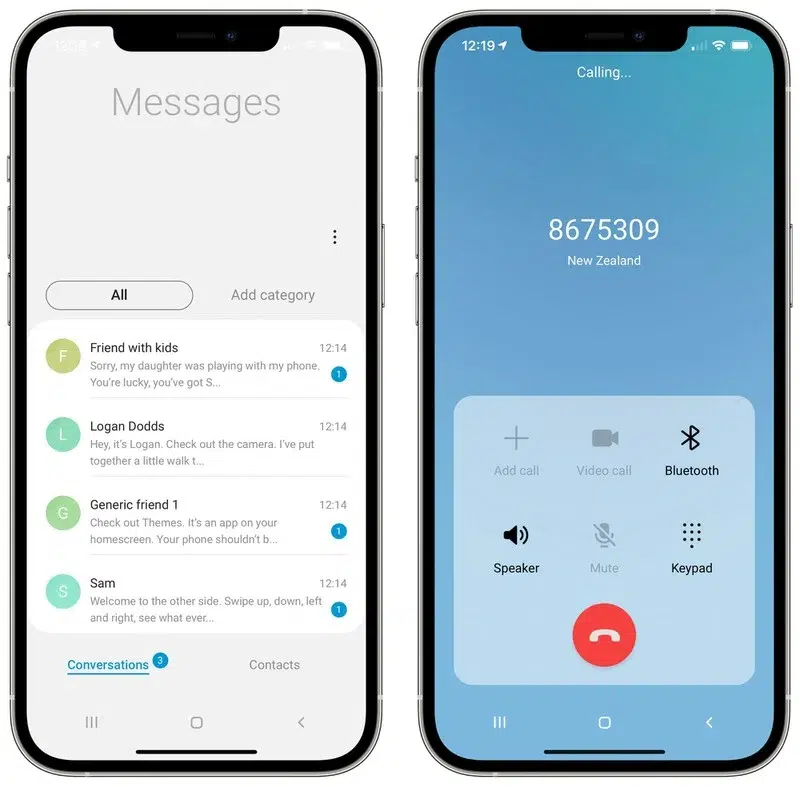 12:18
Messages
All
Add category
F
Friend with kids
12:14
Sorry, my daughter was playing with my phone.
You're lucky, you've got S...
1
L
Logan Dodds
12:14
Hey, it's Logan. Check out the camera. I've put
together a little walk t...
G
Generic friend 1
12:14
Check out Themes. It's an app on your
homescreen. Your phone shouldn't b...
1
S
Sam
12:14
Welcome to the other side. Swipe up, down, left
and right, see what ever...
1
Conversations
3
Contacts
12:19
Calling...
8675309
New Zealand
Add call
Video call
Bluetooth
Speaker
Mute
Keypad